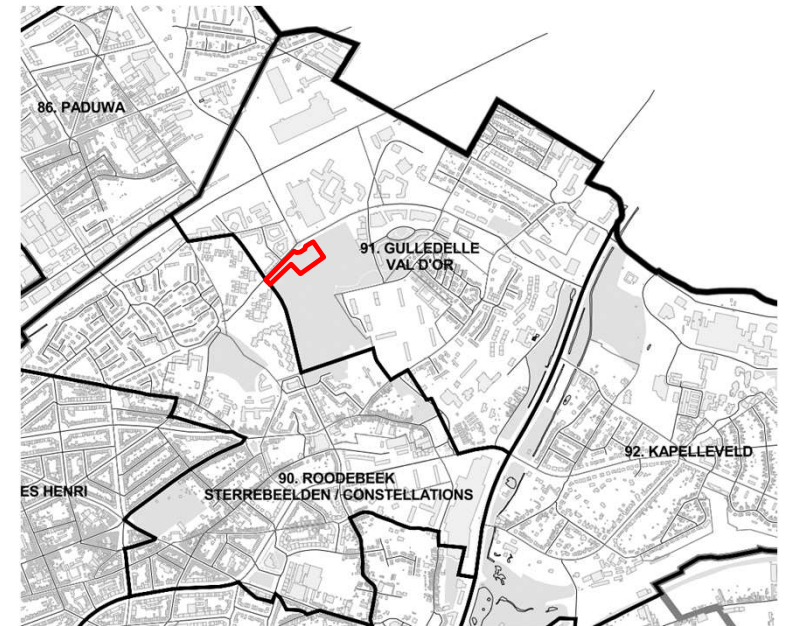 86. PADUWA
91. GULLEDELLE
VAL D'OR
92. KAPELLEVELD
90. ROODEBEEK
STERREBEELDEN / CONSTELLATIONS
ES HENRI